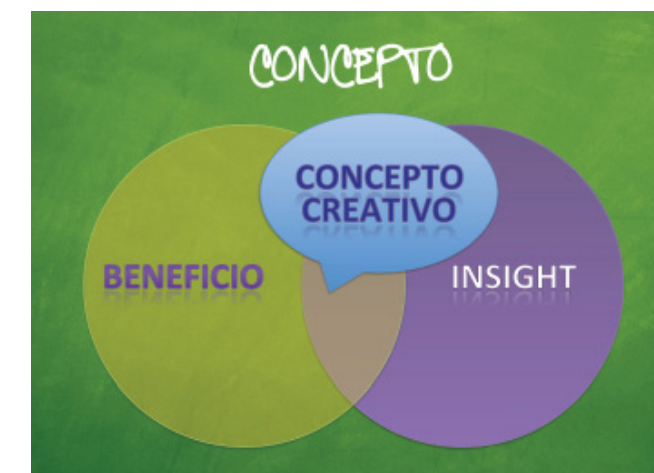 CONCEPTO
CONCEPTO
CREATIVO
BENEFICIO
INSIGHT